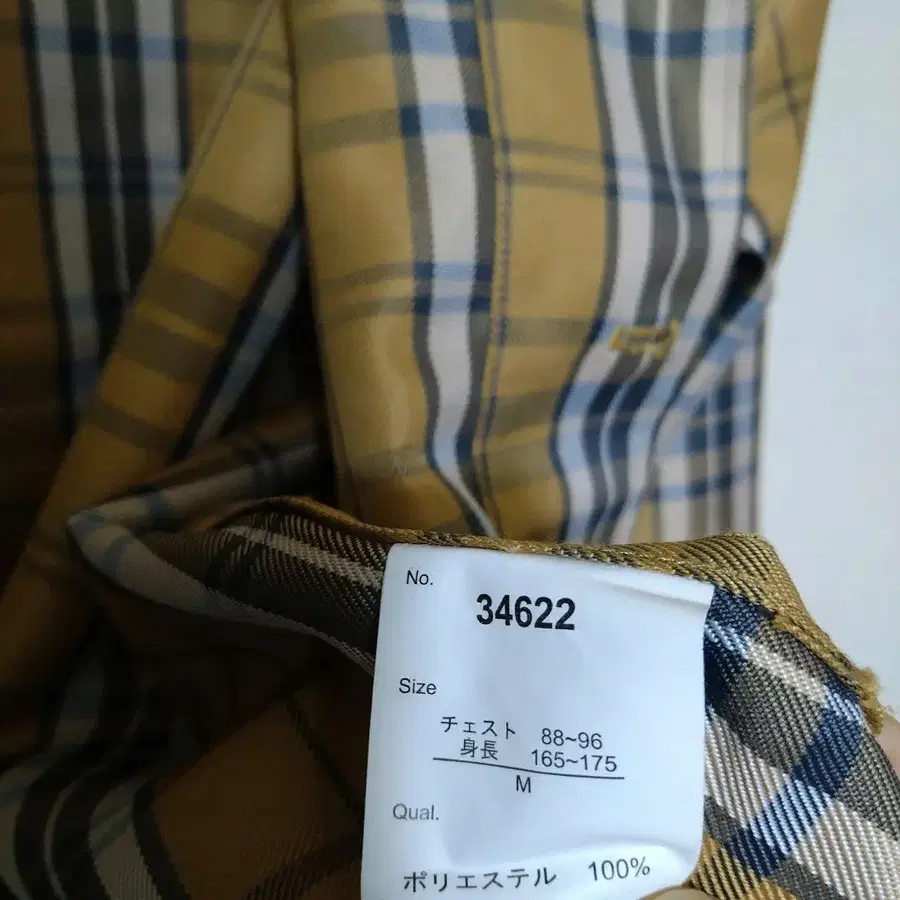 No.
34622
Size
チェスト 88~96
身長 165~175
M
Qual.
ポリエステル 100%